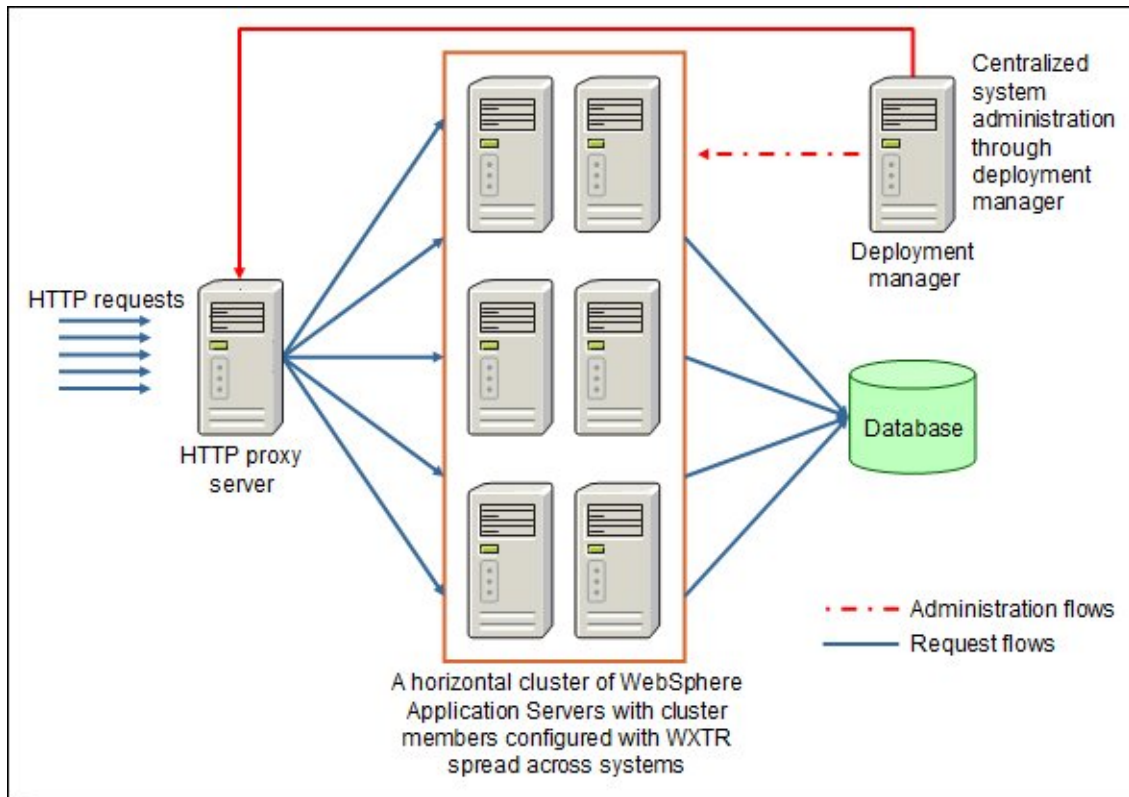 Centralized
system
administration
through
deployment
manager
Deployment
manager
HTTP requests
HTTP proxy
server
Database
Administration flows
Request flows
A horizontal cluster of WebSphere
Application Servers with cluster
members configured with WXTR
spread across systems